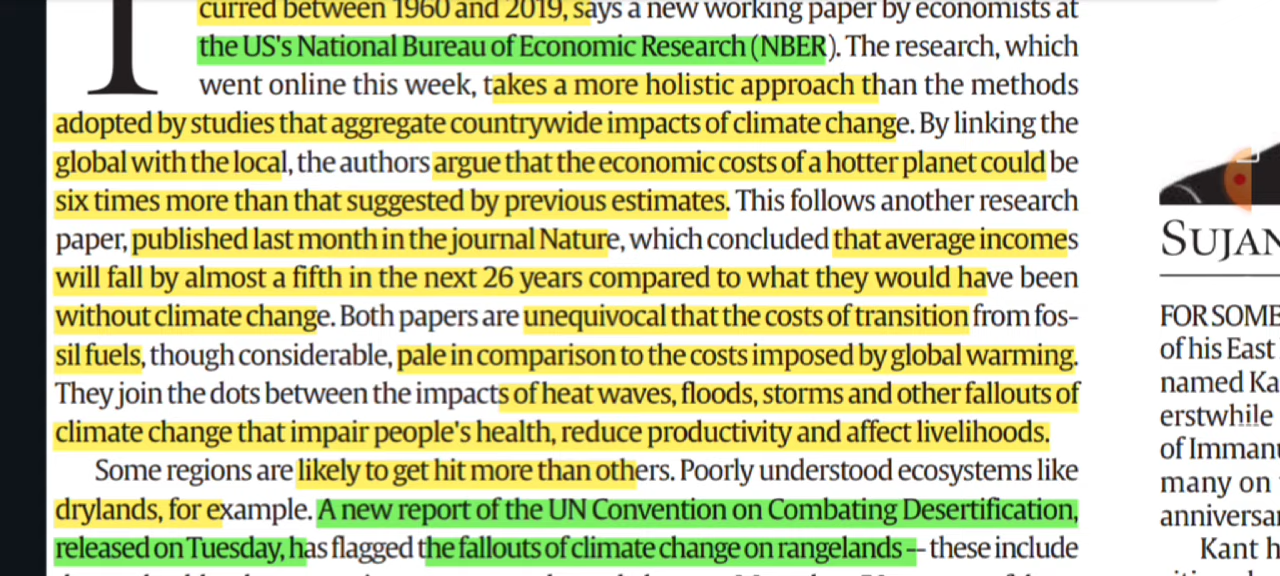 curred between 1960 and 2019, says a new working paper by economists at
the US's National Bureau of Economic Research (NBER). The research, which
went online this week, takes a more holistic approach than the methods
adopted by studies that aggregate countrywide impacts of climate change. By linking the
global with the local, the authors argue that the economic costs of a hotter planet could be
six times more than that suggested by previous estimates. This follows another research
paper, published last month in the journal Nature, which concluded that average incomes
will fall by almost a fifth in the next 26 years compared to what they would have been
without climate change. Both papers are unequivocal that the costs of transition from fos-
sil fuels, though considerable, pale in comparison to the costs imposed by global warming.
They join the dots between the impacts of heat waves, floods, storms and other fallouts of
climate change that impair people's health, reduce productivity and affect livelihoods.
Some regions are likely to get hit more than others. Poorly understood ecosystems like
drylands, for example. A new report of the UN Convention on Combating Desertification,
released on Tuesday, has flagged the fallouts of climate change on rangelands -- these include
SUJAN
FOR SOME
of his East
named Ka
erstwhile
of Imman
many on
anniversar
Kant h